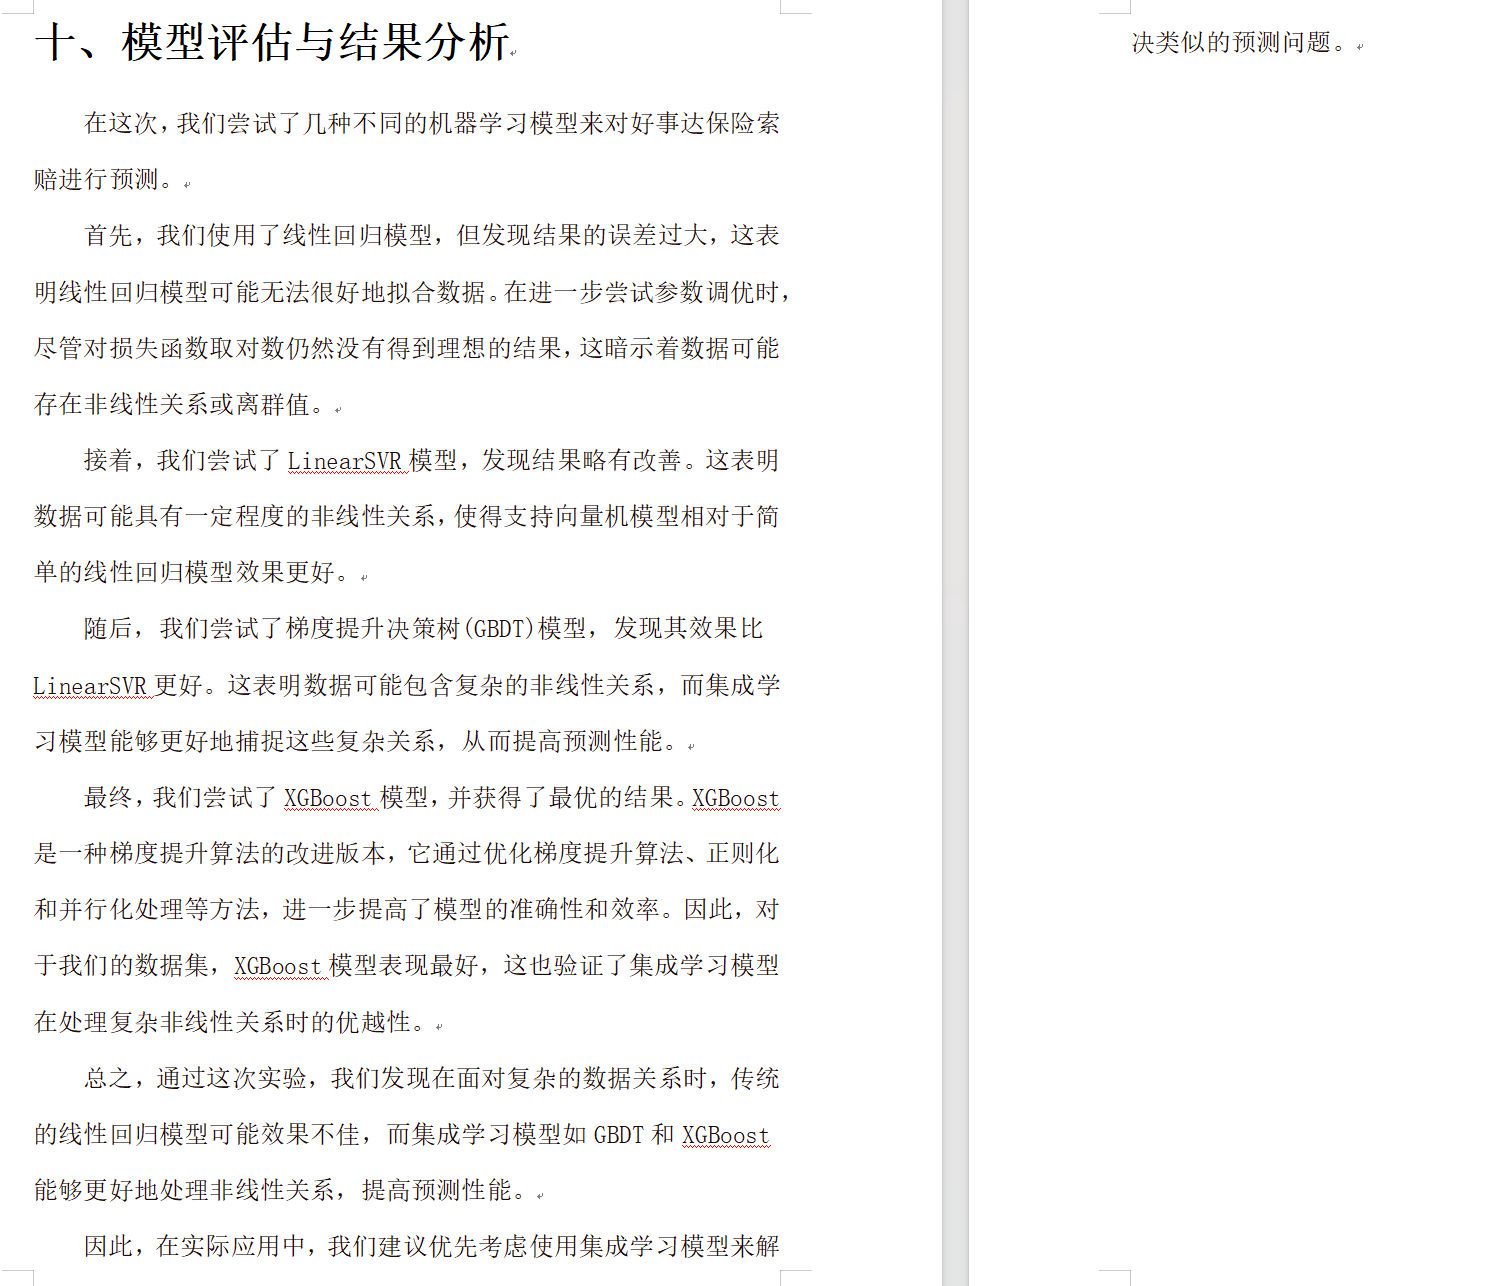 十、模型评估与结果分析
在这次,我们尝试了几种不同的机器学习模型来对好事达保险索
赔进行预测。
首先,我们使用了线性回归模型,但发现结果的误差过大,这表
明线性回归模型可能无法很好地拟合数据。在进一步尝试参数调优时,
尽管对损失函数取对数仍然没有得到理想的结果,这暗示着数据可能
存在非线性关系或离群值。
接着,我们尝试了 LinearSVR 模型,发现结果略有改善。这表明
数据可能具有一定程度的非线性关系,使得支持向量机模型相对于简
单的线性回归模型效果更好。
随后,我们尝试了梯度提升决策树(GBDT)模型,发现其效果比
LinearSVR 更好。这表明数据可能包含复杂的非线性关系,而集成学
习模型能够更好地捕捉这些复杂关系,从而提高预测性能。
最终,我们尝试了 XGBoost 模型,并获得了最优的结果。XGBoost
是一种梯度提升算法的改进版本,它通过优化梯度提升算法、正则化
和并行化处理等方法,进一步提高了模型的准确性和效率。因此,对
于我们的数据集,XGBoost 模型表现最好,这也验证了集成学习模型
在处理复杂非线性关系时的优越性。
总之,通过这次实验,我们发现在面对复杂的数据关系时,传统
的线性回归模型可能效果不佳,而集成学习模型如 GBDT 和 XGBoost
能够更好地处理非线性关系,提高预测性能。
因此,在实际应用中,我们建议优先考虑使用集成学习模型来解
决类似的预测问题。